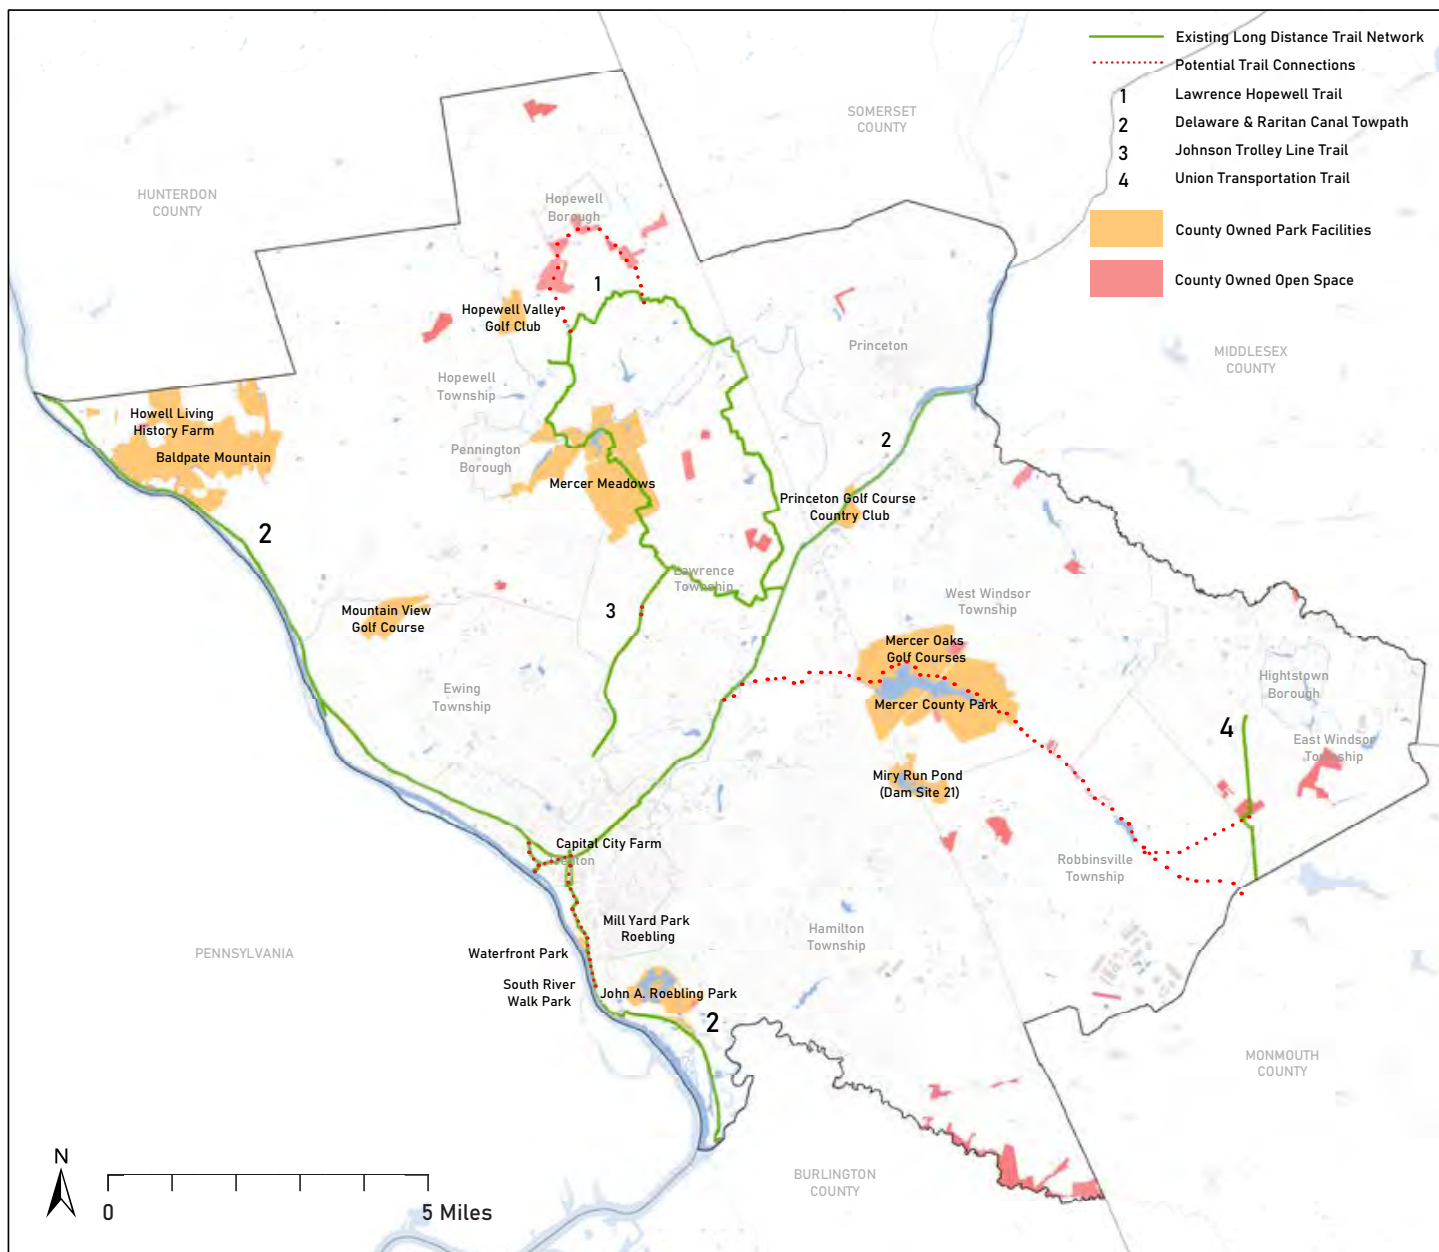 Existing Long Distance Trail Network
Potential Trail Connections
1 Lawrence Hopewell Trail
2 Delaware & Raritan Canal Towpath
3 Johnson Trolley Line Trail
4 Union Transportation Trail
County Owned Park Facilities
County Owned Open Space
SOMERSET
COUNTY
HUNTERDON
COUNTY
Hopewell
Borough
1
Hopewell Valley
Golf Club
Princeton
MIDDLESEX
COUNTY
Hopewell
Township
Howell Living
History Farm
Baldpate Mountain
Pennington
Borough
2
Mercer Meadows
Princeton Golf Course
Country Club
2
Lawrence
Township
West Windsor
Township
Mountain View
Golf Course
3
Mercer Oaks
Golf Courses
Hightstown
Borough
Ewing
Township
Mercer County Park
4
East Windsor
Township
Miry Run Pond
(Dam Site 21)
Capital City Farm
Robbinsville
Township
Mill Yard Park
Roebling
Hamilton
Township
PENNSYLVANIA
Waterfront Park
South River
Walk Park
John A. Roebling Park
2
MONMOUTH
COUNTY
BURLINGTON
COUNTY
N
0
5 Miles